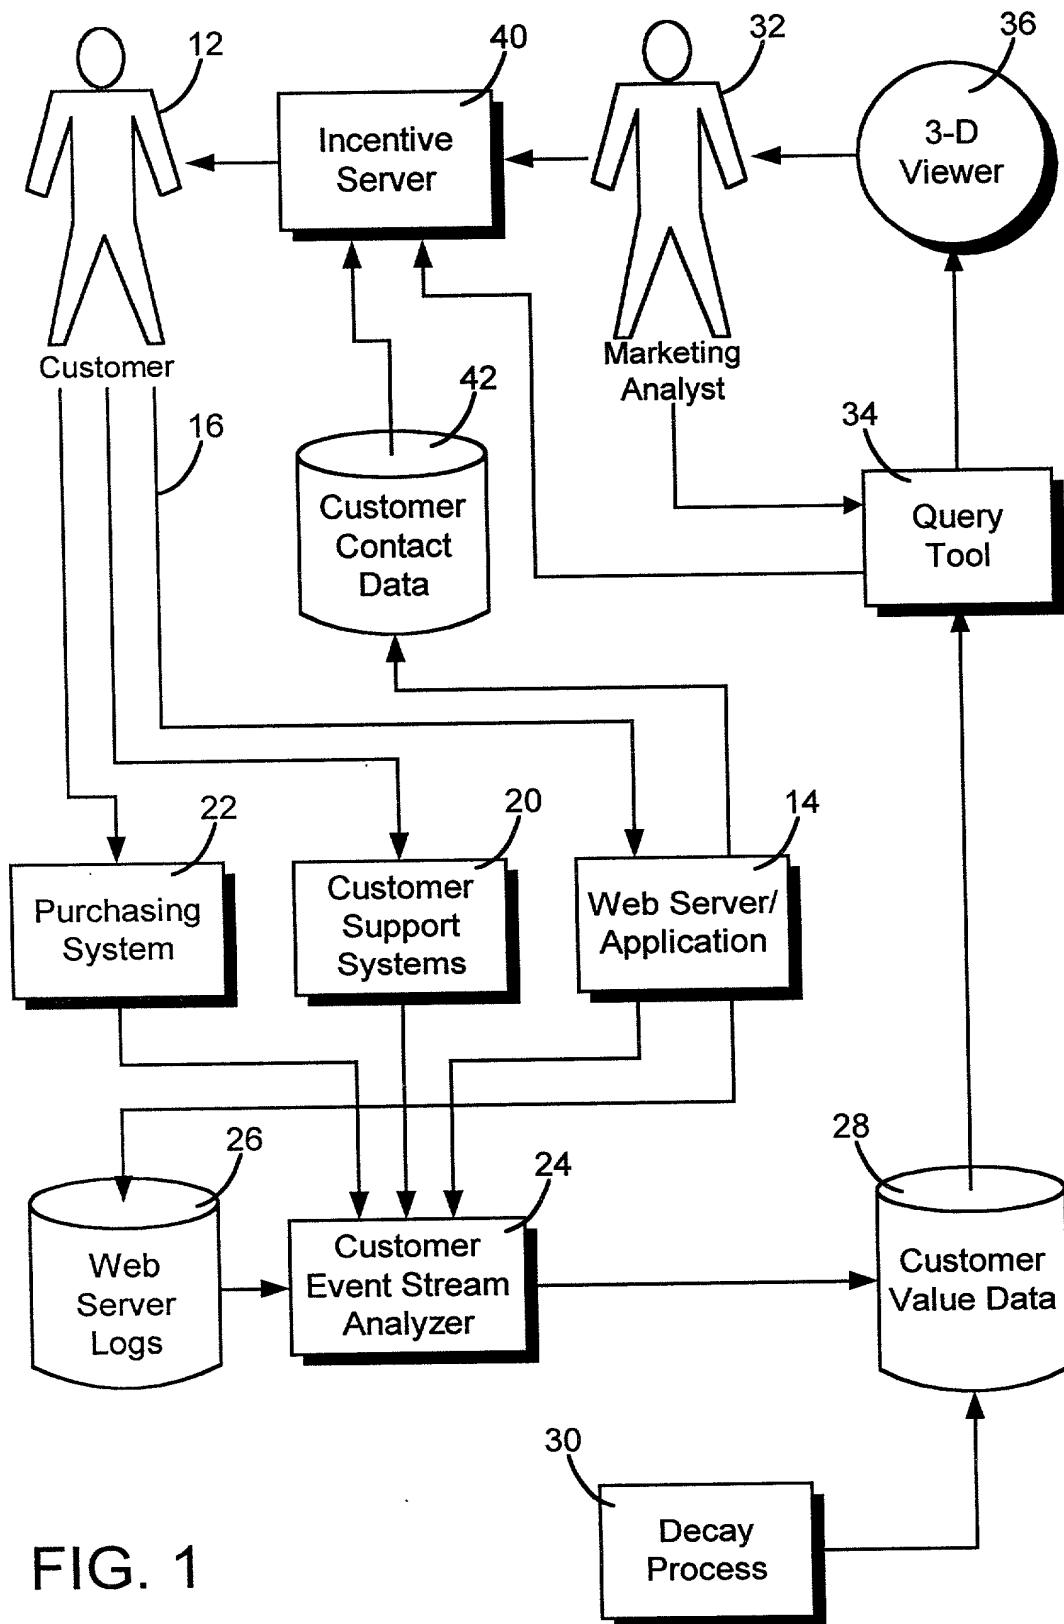 12
40
32
36
Incentive
Server
3-D
Viewer
Customer
Marketing
Analyst
16
42
34
Customer
Contact
Data
Query
Tool
22
20
14
Purchasing
System
Customer
Support
Systems
Web Server/
Application
26
24
28
Web
Server
Logs
Customer
Event Stream
Analyzer
Customer
Value Data
30
Decay
Process
FIG. 1